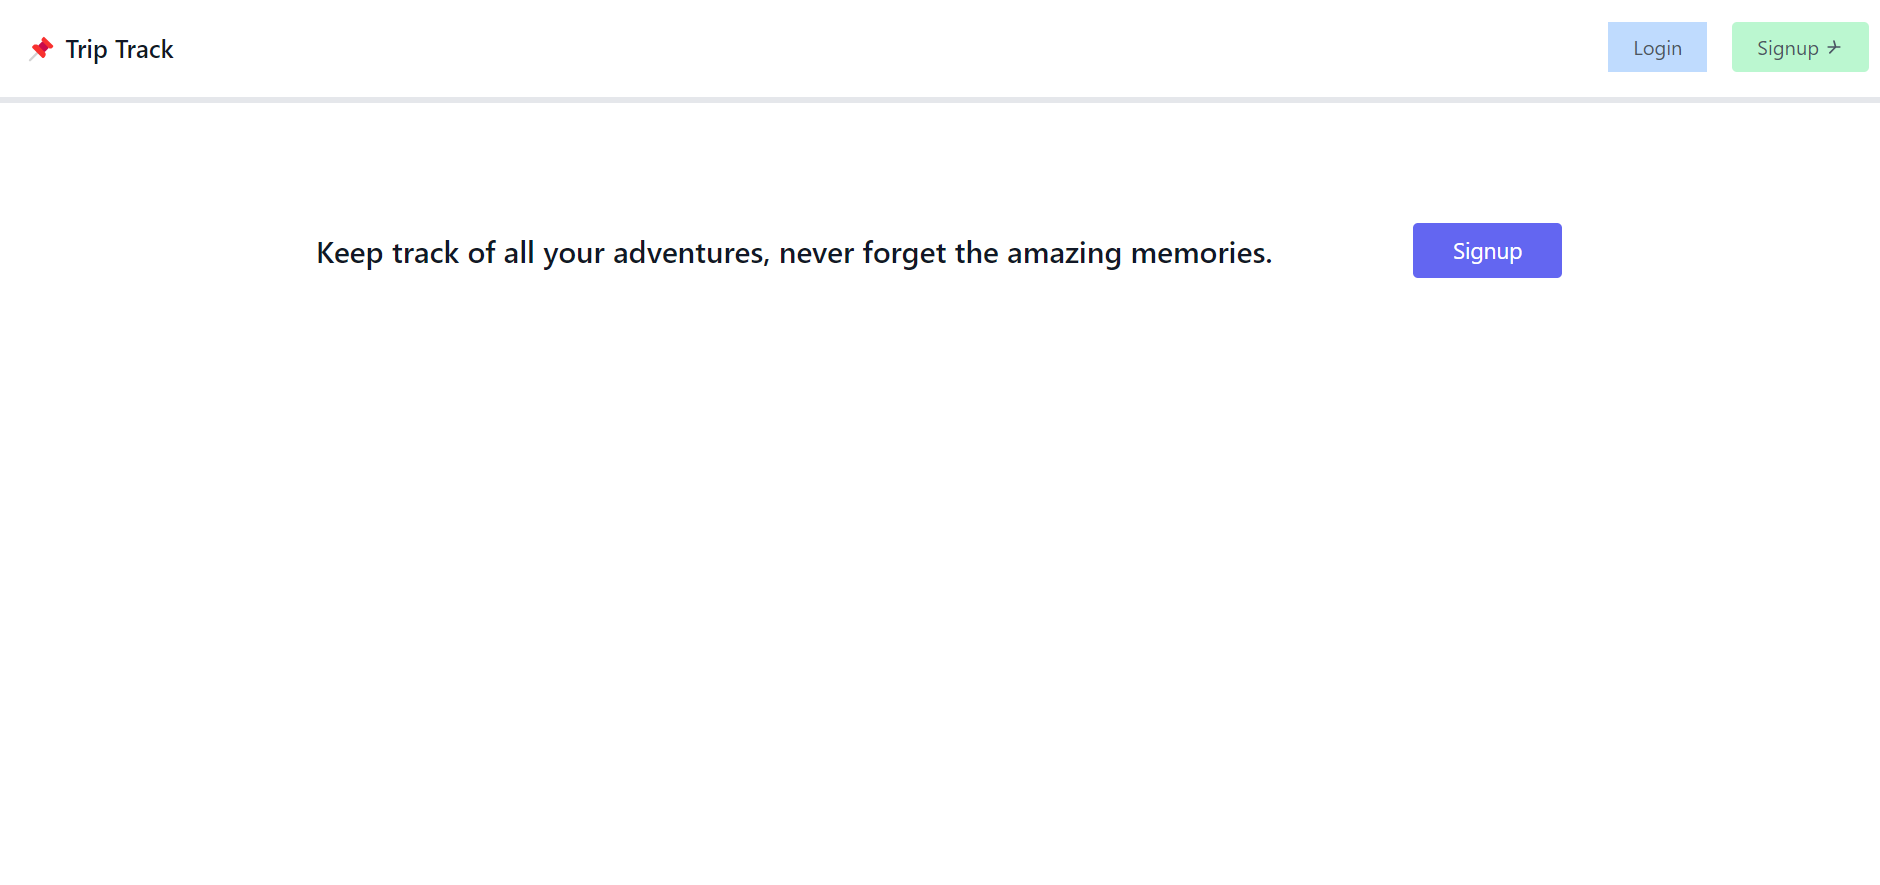 📌 Trip Track
Login
Signup ⊁
Keep track of all your adventures, never forget the amazing memories.
Signup